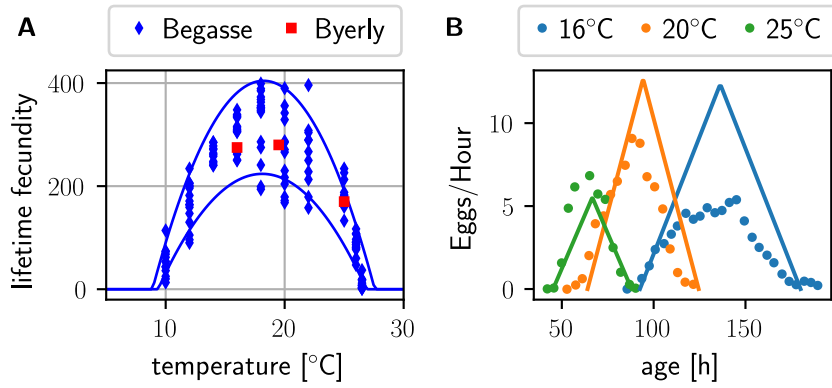 A
Begasse
Byerly
lifetime fecundity
400
200
0
10
20
30
temperature [°C]
B
16°C
20°C
25°C
Eggs/Hour
10
5
0
50
100
150
age [h]